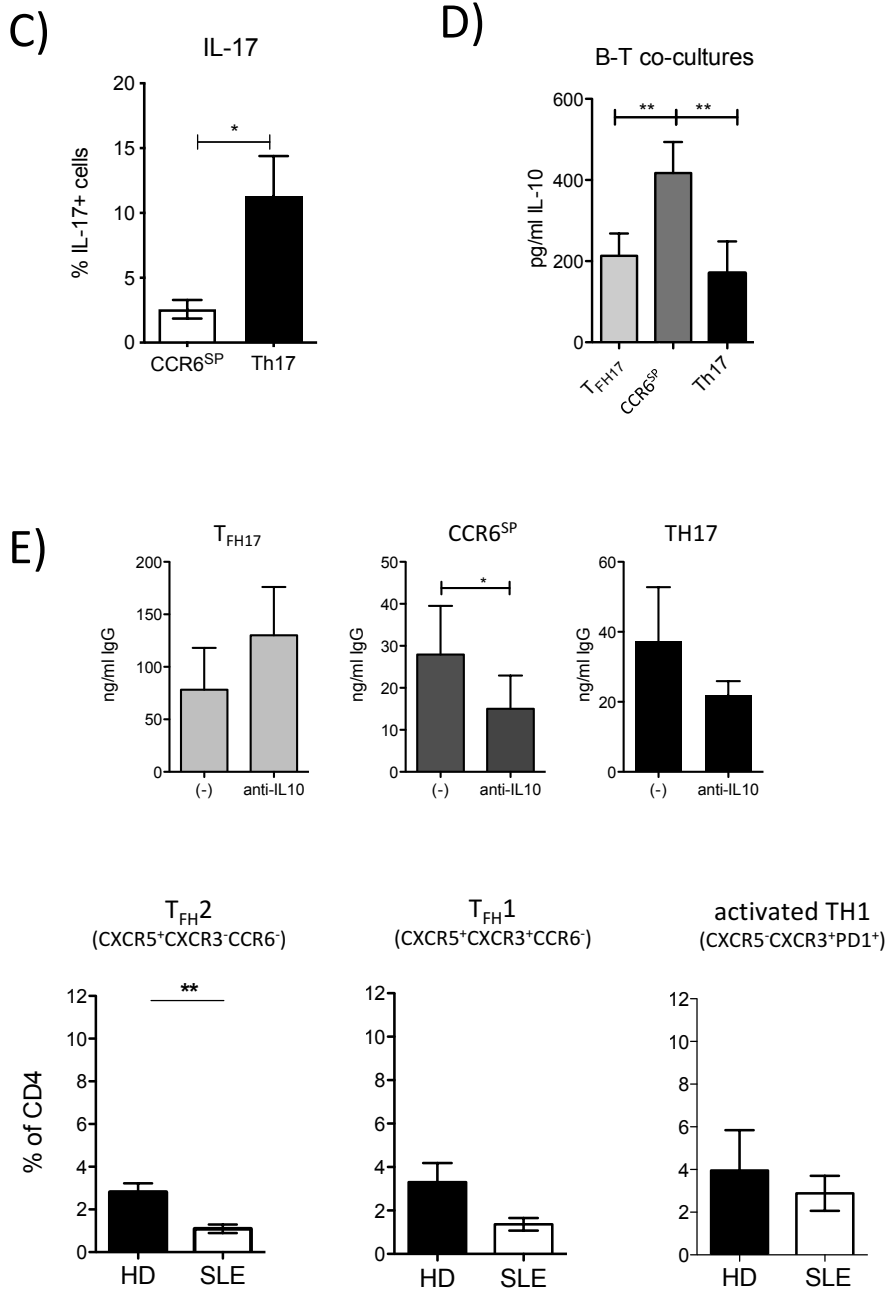 C)
IL-17
20
15
10
5
0
% IL-17+ cells
*
CCR6ˢᴾ Th17
D)
B-T co-cultures
600
400
200
0
pg/ml IL-10
** **
TFH17 CCR6ˢᴾ Th17
E)
TFH17
200
150
100
50
0
ng/ml IgG
(-) anti-IL10
CCR6ˢᴾ
50
40
30
20
10
0
ng/ml IgG
*
(-) anti-IL10
TH17
60
40
20
0
ng/ml IgG
(-) anti-IL10
TFH2
(CXCR5⁺CXCR3⁻CCR6⁻)
12
10
8
6
4
2
0
% of CD4
**
HD SLE
TFH1
(CXCR5⁺CXCR3⁺CCR6⁻)
12
10
8
6
4
2
0
HD SLE
activated TH1
(CXCR5⁻CXCR3⁺PD1⁺)
12
10
8
6
4
2
0
HD SLE